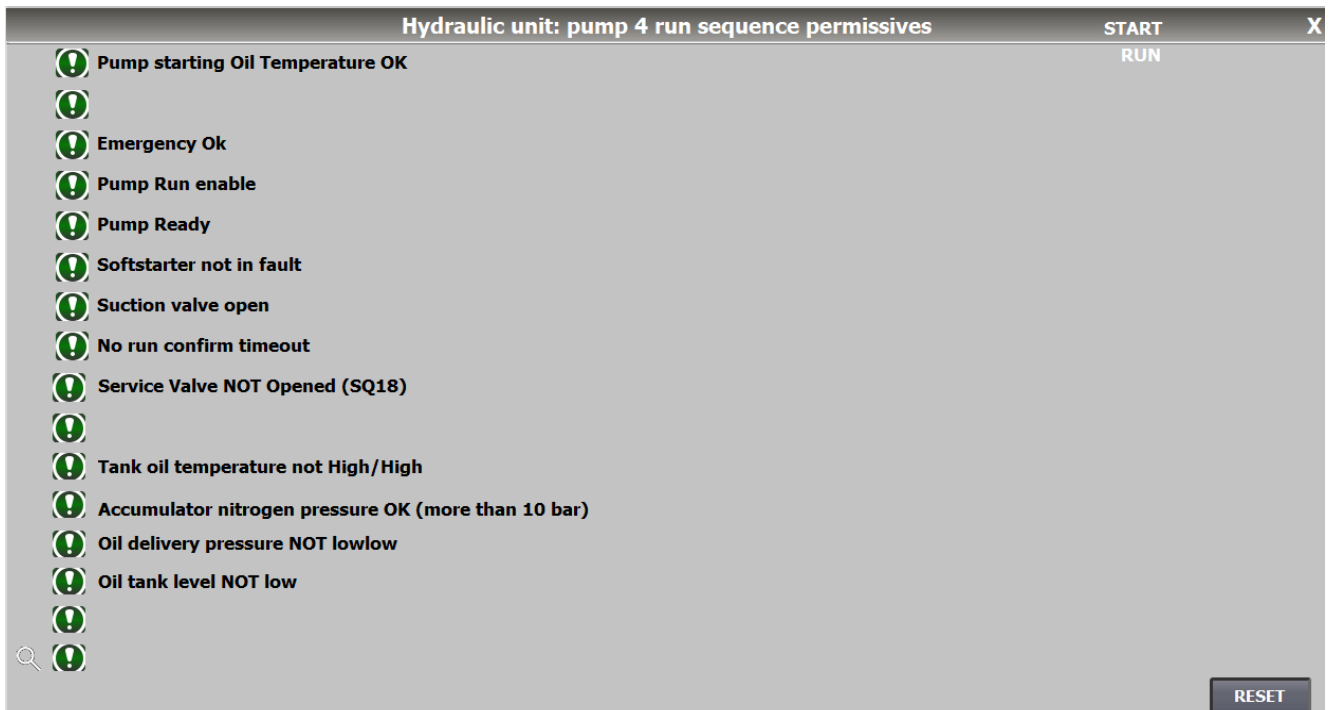 Hydraulic unit: pump 4 run sequence permissives
START
X
RUN
Pump starting Oil Temperature OK
Emergency Ok
Pump Run enable
Pump Ready
Softstarter not in fault
Suction valve open
No run confirm timeout
Service Valve NOT Opened (SQ18)
Tank oil temperature not High/High
Accumulator nitrogen pressure OK (more than 10 bar)
Oil delivery pressure NOT lowlow
Oil tank level NOT low
RESET